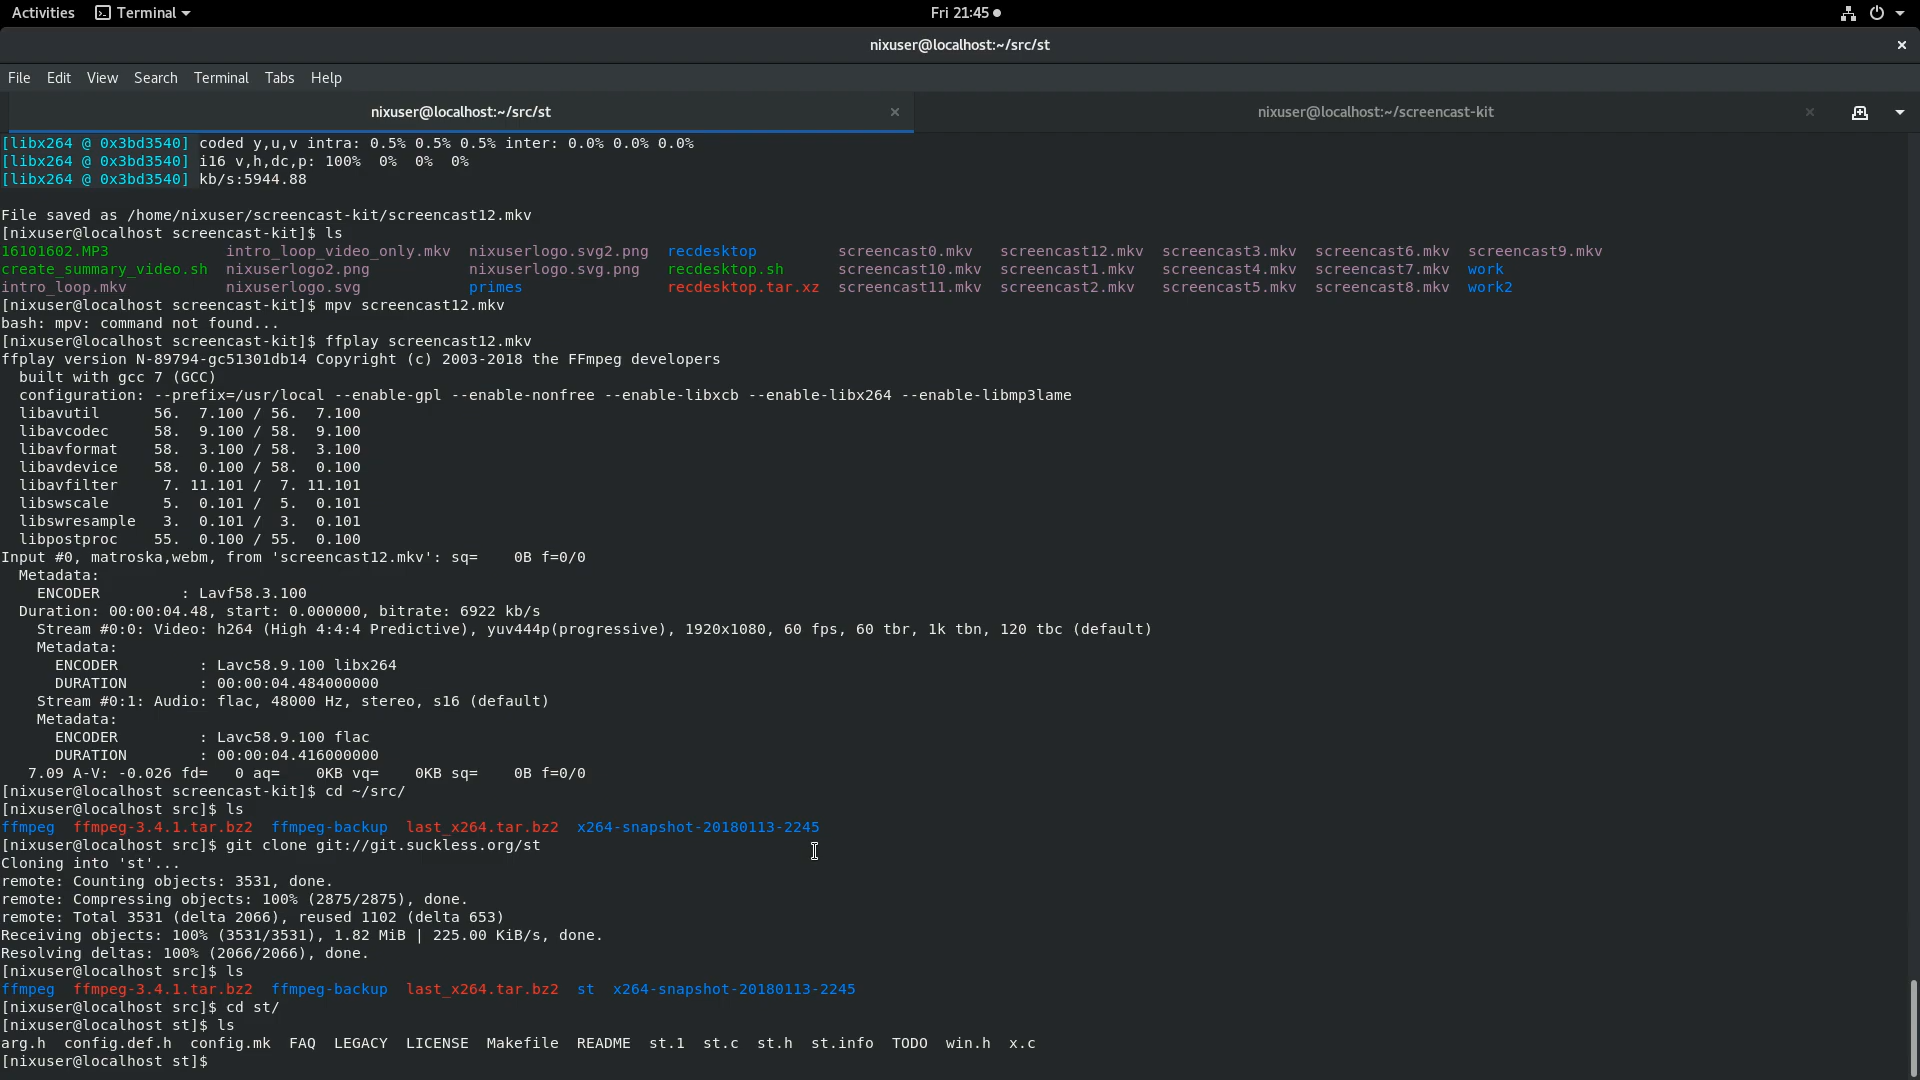 Activities Terminal Fri 21:45
nixuser@localhost:~/src/st
File Edit View Search Terminal Tabs Help
nixuser@localhost:~/src/st nixuser@localhost:~/screencast-kit
[libx264 @ 0x3bd3540] coded y,u,v intra: 0.5% 0.5% 0.5% inter: 0.0% 0.0% 0.0%
[libx264 @ 0x3bd3540] i16 v,h,dc,p: 100%  0%  0%  0%
[libx264 @ 0x3bd3540] kb/s:5944.88
File saved as /home/nixuser/screencast-kit/screencast12.mkv
[nixuser@localhost screencast-kit]$ ls
16101602.MP3             intro_loop_video_only.mkv  nixuserlogo.svg2.png  recdesktop         screencast0.mkv   screencast12.mkv  screencast3.mkv  screencast6.mkv  screencast9.mkv
create_summary_video.sh  nixuserlogo2.png           nixuserlogo.svg.png   recdesktop.sh      screencast10.mkv  screencast1.mkv   screencast4.mkv  screencast7.mkv  work
intro_loop.mkv           nixuserlogo.svg            primes                recdesktop.tar.xz  screencast11.mkv  screencast2.mkv   screencast5.mkv  screencast8.mkv  work2
[nixuser@localhost screencast-kit]$ mpv screencast12.mkv
bash: mpv: command not found...
[nixuser@localhost screencast-kit]$ ffplay screencast12.mkv
ffplay version N-89794-gc51301db14 Copyright (c) 2003-2018 the FFmpeg developers
  built with gcc 7 (GCC)
  configuration: --prefix=/usr/local --enable-gpl --enable-nonfree --enable-libxcb --enable-libx264 --enable-libmp3lame
  libavutil      56.  7.100 / 56.  7.100
  libavcodec     58.  9.100 / 58.  9.100
  libavformat    58.  3.100 / 58.  3.100
  libavdevice    58.  0.100 / 58.  0.100
  libavfilter     7. 11.101 /  7. 11.101
  libswscale      5.  0.101 /  5.  0.101
  libswresample   3.  0.101 /  3.  0.101
  libpostproc    55.  0.100 / 55.  0.100
Input #0, matroska,webm, from 'screencast12.mkv': sq=    0B f=0/0
  Metadata:
    ENCODER         : Lavf58.3.100
  Duration: 00:00:04.48, start: 0.000000, bitrate: 6922 kb/s
    Stream #0:0: Video: h264 (High 4:4:4 Predictive), yuv444p(progressive), 1920x1080, 60 fps, 60 tbr, 1k tbn, 120 tbc (default)
    Metadata:
      ENCODER         : Lavc58.9.100 libx264
      DURATION        : 00:00:04.484000000
    Stream #0:1: Audio: flac, 48000 Hz, stereo, s16 (default)
    Metadata:
      ENCODER         : Lavc58.9.100 flac
      DURATION        : 00:00:04.416000000
   7.09 A-V: -0.026 fd=   0 aq=    0KB vq=    0KB sq=    0B f=0/0
[nixuser@localhost screencast-kit]$ cd ~/src/
[nixuser@localhost src]$ ls
ffmpeg  ffmpeg-3.4.1.tar.bz2  ffmpeg-backup  last_x264.tar.bz2  x264-snapshot-20180113-2245
[nixuser@localhost src]$ git clone git://git.suckless.org/st
Cloning into 'st'...
remote: Counting objects: 3531, done.
remote: Compressing objects: 100% (2875/2875), done.
remote: Total 3531 (delta 2066), reused 1102 (delta 653)
Receiving objects: 100% (3531/3531), 1.82 MiB | 225.00 KiB/s, done.
Resolving deltas: 100% (2066/2066), done.
[nixuser@localhost src]$ ls
ffmpeg  ffmpeg-3.4.1.tar.bz2  ffmpeg-backup  last_x264.tar.bz2  st  x264-snapshot-20180113-2245
[nixuser@localhost src]$ cd st/
[nixuser@localhost st]$ ls
arg.h  config.def.h  config.mk  FAQ  LEGACY  LICENSE  Makefile  README  st.1  st.c  st.h  st.info  TODO  win.h  x.c
[nixuser@localhost st]$